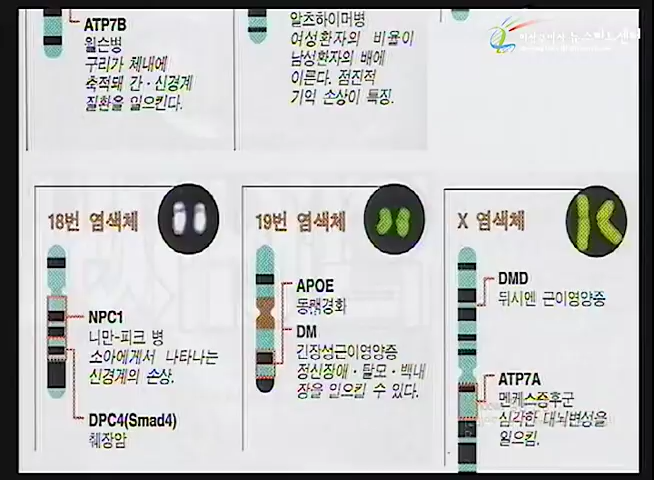 ATP7B
윌슨병
구리가 체내에
축적돼 간·신경계
질환을 일으킨다.
알츠하이머병
여성환자의 비율이
남성환자의 배에
이른다. 점진적
기억 손상이 특징.
18번 염색체
NPC1
니만-피크 병
소아에게서 나타나는
신경계의 손상.
DPC4(Smad4)
췌장암
19번 염색체
APOE
동맥경화
DM
긴장성근이영양증
정신장애·탈모·백내
장을 일으킬 수 있다.
X 염색체
DMD
뒤시엔 근이영양증
ATP7A
멘케스증후군
심각한 대뇌변성을
일으킴.